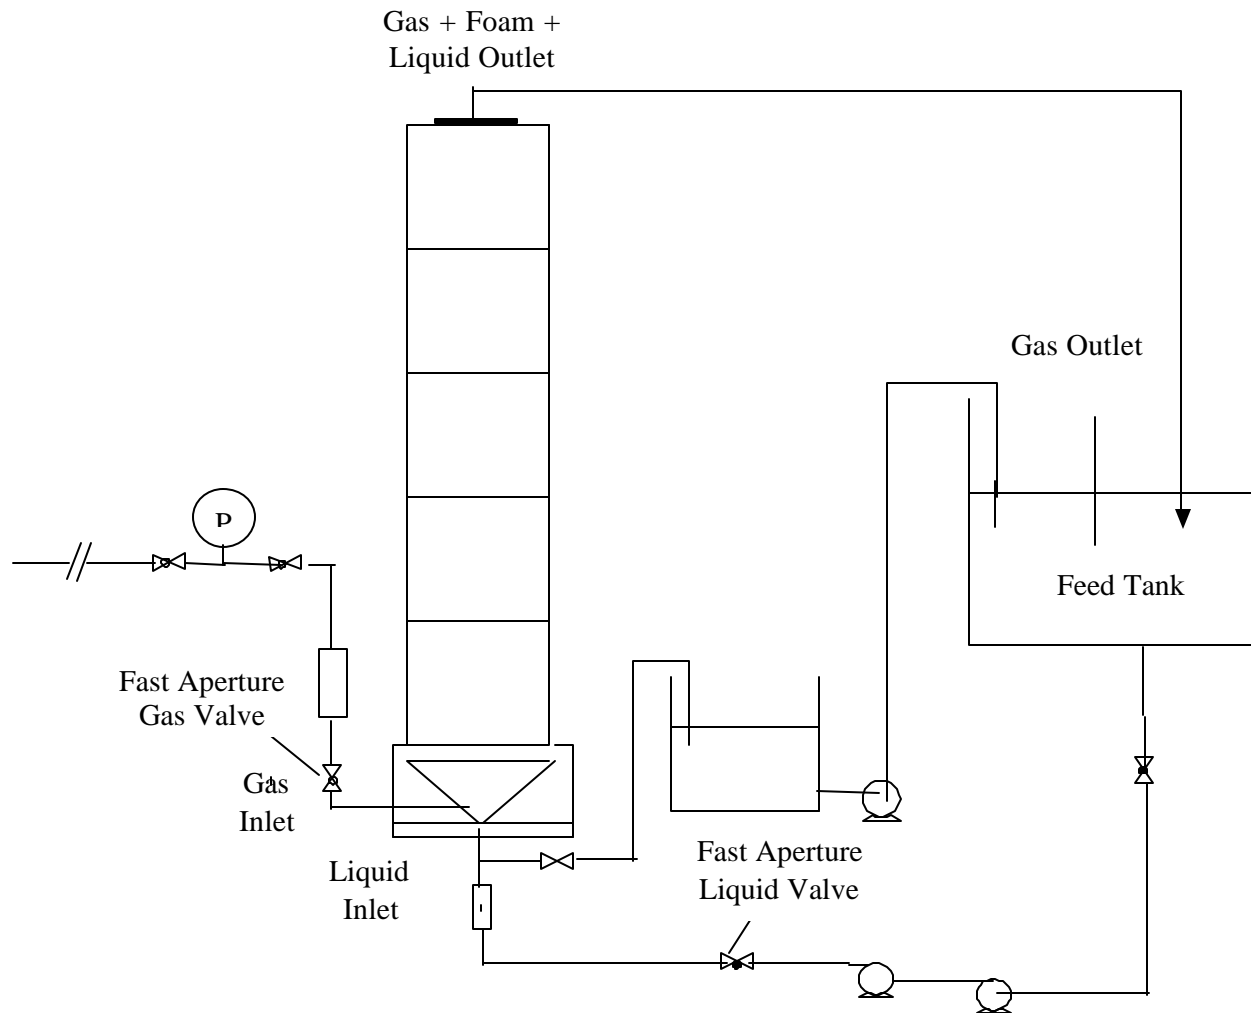 Gas + Foam +
Liquid Outlet
Gas Outlet
P
Feed Tank
Fast Aperture
Gas Valve
Gas
Inlet
Fast Aperture
Liquid Valve
Liquid
Inlet